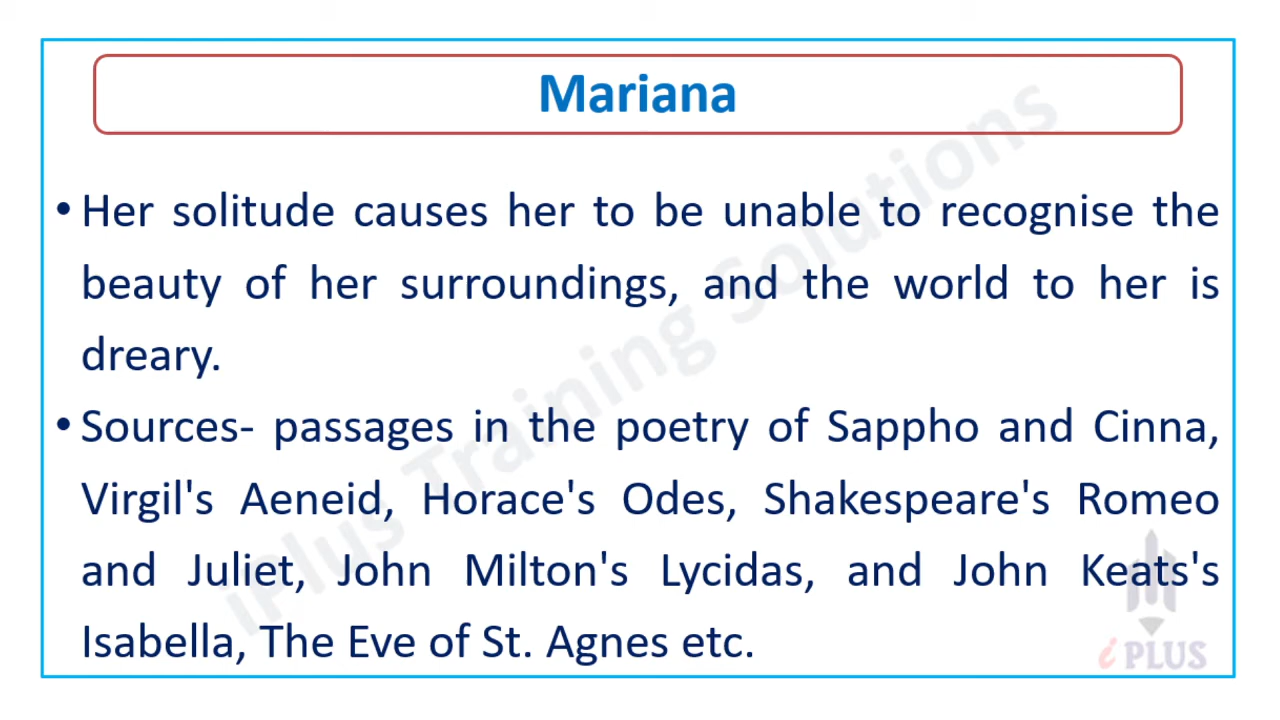 Mariana
• Her solitude causes her to be unable to recognise the
beauty of her surroundings, and the world to her is
dreary.
• Sources- passages in the poetry of Sappho and Cinna,
Virgil's Aeneid, Horace's Odes, Shakespeare's Romeo
and Juliet, John Milton's Lycidas, and John Keats's
Isabella, The Eve of St. Agnes etc.
iPlus Training Solutions
i PLUS